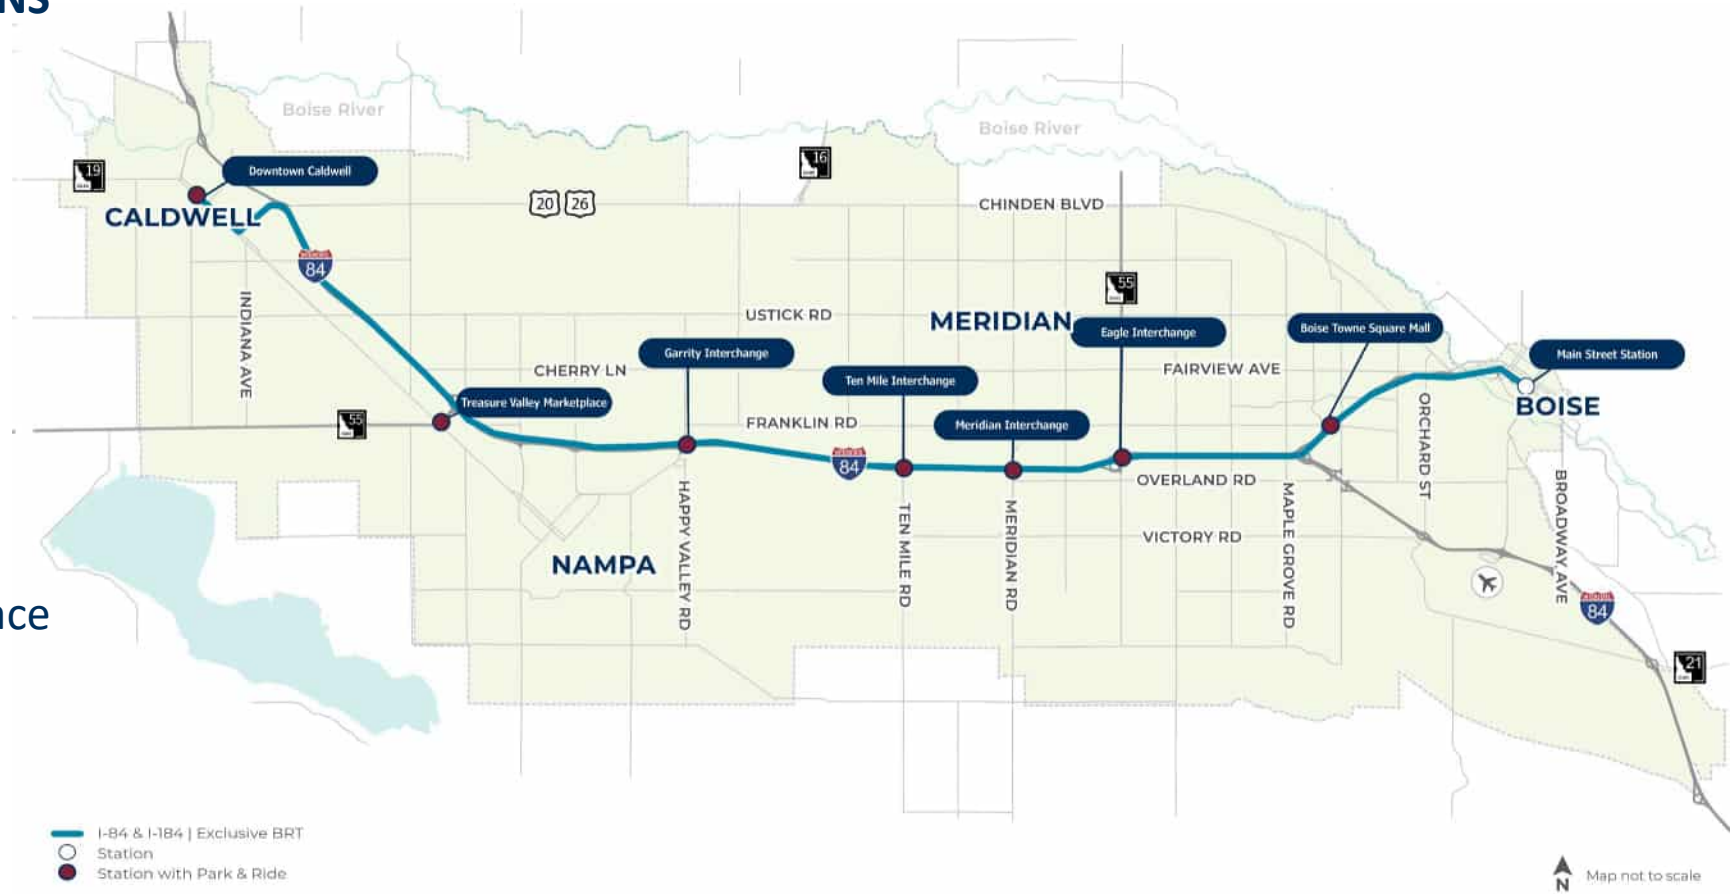 NS
Boise River
Boise River
19
16
Downtown Caldwell
CALDWELL
20
26
CHINDEN BLVD
84
55
INDIANA AVE
USTICK RD
MERIDIAN
Eagle Interchange
Boise Towne Square Mall
Garrity Interchange
Main Street Station
CHERRY LN
FAIRVIEW AVE
Ten Mile Interchange
Treasure Valley Marketplace
BOISE
55
FRANKLIN RD
Meridian Interchange
ORCHARD ST
84
OVERLAND RD
HAPPY VALLEY RD
TEN MILE RD
MERIDIAN RD
MAPLE GROVE RD
BROADWAY AVE
VICTORY RD
NAMPA
84
nce
21
I-84 & I-184 | Exclusive BRT
Station
Station with Park & Ride
N
Map not to scale